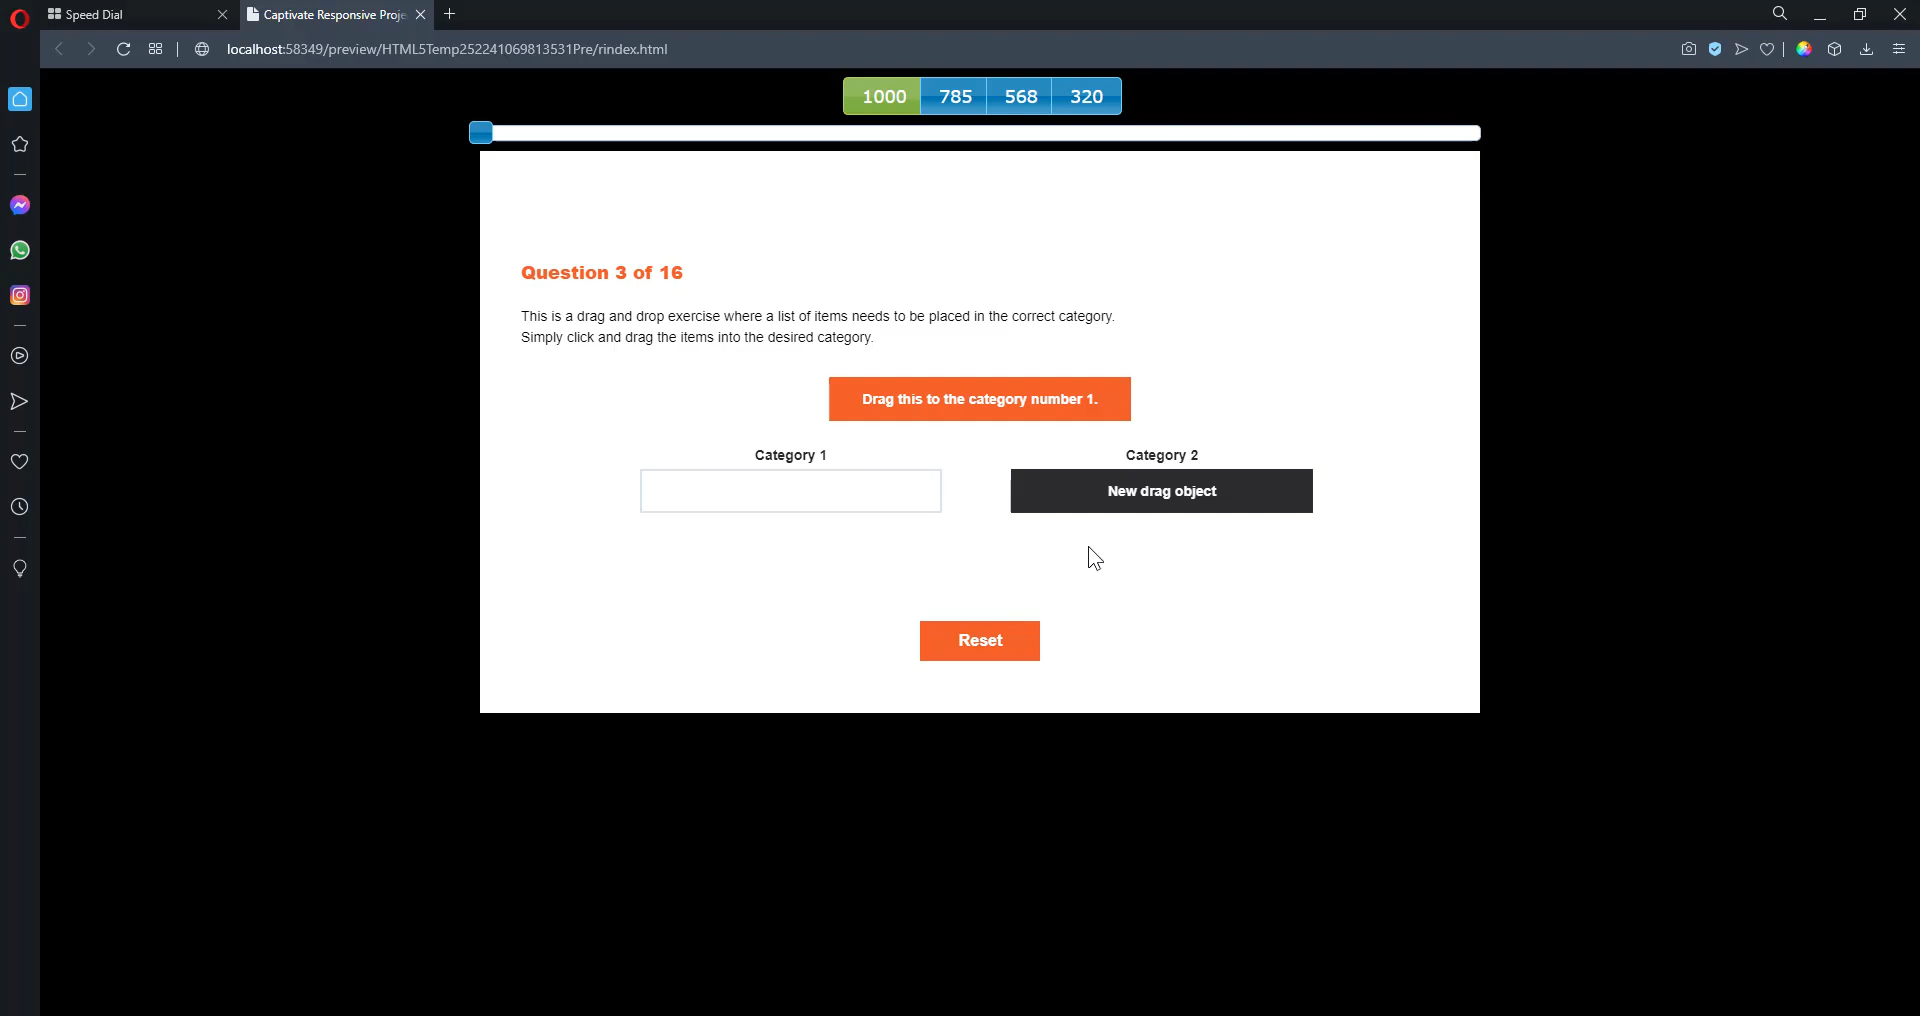 Speed Dial
Captivate Responsive Proje
localhost:58349/preview/HTML5Temp252241069813531Pre/rindex.html
1000 785 568 320
Question 3 of 16
This is a drag and drop exercise where a list of items needs to be placed in the correct category.
Simply click and drag the items into the desired category.
Drag this to the category number 1.
Category 1
Category 2
New drag object
Reset